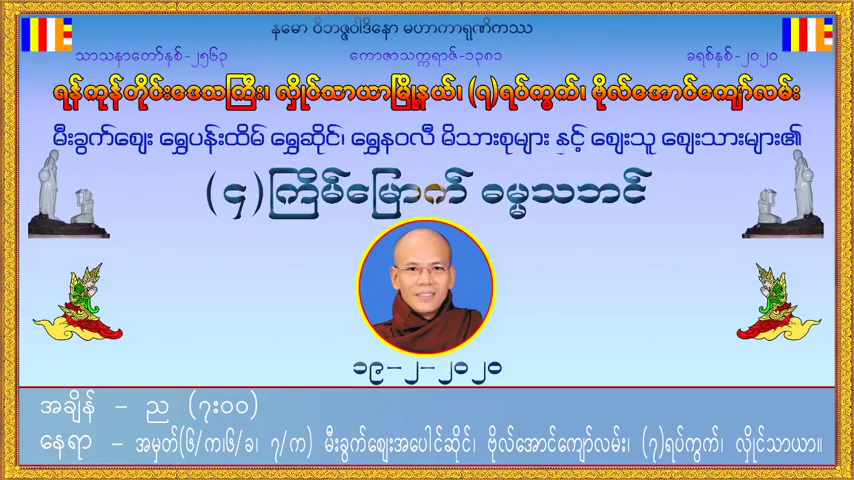 နမော ဝိဘဇ္ဇဝါဒိနော မဟာကာရုဏိကဿ
သာသနာတော်နှစ်-၂၅၆၃ ကောဇာသက္ကရာဇ်-၁၃၈၁ ခရစ်နှစ်-၂၀၂၀
ရန်ကုန်တိုင်းဒေသကြီး၊ လှိုင်သာယာမြို့နယ်၊ (၇)ရပ်ကွက်၊ ဗိုလ်အောင်ကျော်လမ်း
မီးခွက်စျေး ရွှေပန်းထိမ် ရွှေဆိုင်၊ ရွှေနဝလီ မိသားစုများ နှင့် စျေးသူ စျေးသားများ၏
(၄)ကြိမ်မြောက် ဓမ္မသဘင်
၁၉-၂-၂၀၂၀
အချိန် - ည (၇း၀၀)
နေရာ - အမှတ်(၆/က၊၆/ခ၊ ၇/က) မီးခွက်စျေးအပေါင်ဆိုင်၊ ဗိုလ်အောင်ကျော်လမ်း၊ (၇)ရပ်ကွက်၊ လှိုင်သာယာ။